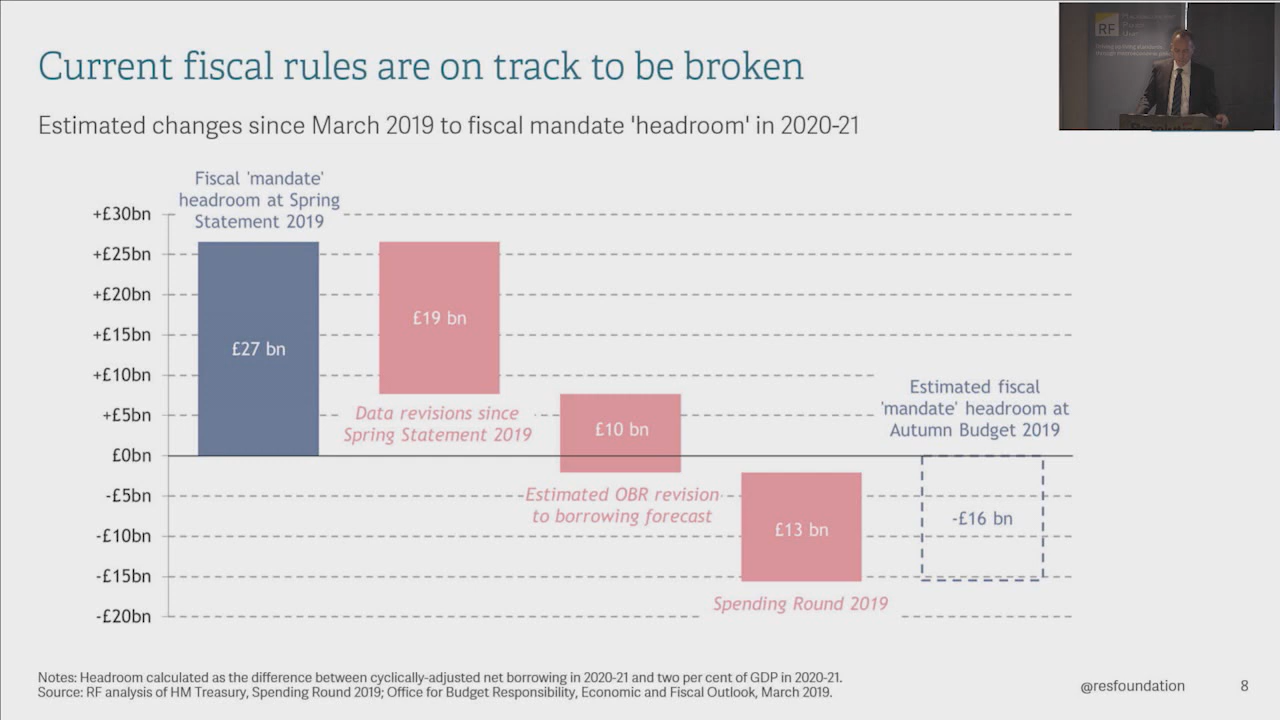 Current fiscal rules are on track to be broken
Estimated changes since March 2019 to fiscal mandate 'headroom' in 2020-21
RF
Fiscal 'mandate'
headroom at Spring
Statement 2019
+£30bn
+£25bn
+£20bn
+£15bn
+£10bn
+£5bn
£0bn
-£5bn
-£10bn
-£15bn
-£20bn
£27 bn
£19 bn
Data revisions since
Spring Statement 2019
£10 bn
Estimated OBR revision
to borrowing forecast
£13 bn
Spending Round 2019
Estimated fiscal
'mandate' headroom at
Autumn Budget 2019
-£16 bn
Notes: Headroom calculated as the difference between cyclically-adjusted net borrowing in 2020-21 and two per cent of GDP in 2020-21.
Source: RF analysis of HM Treasury, Spending Round 2019; Office for Budget Responsibility, Economic and Fiscal Outlook, March 2019.
@resfoundation
8